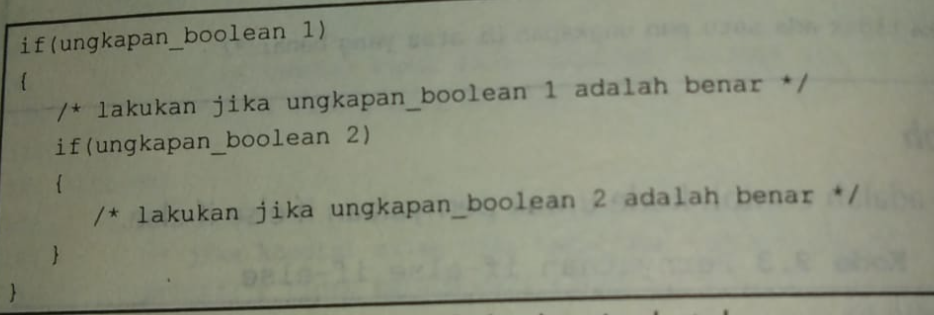 if(ungkapan_boolean 1)
{
/* lakukan jika ungkapan_boolean 1 adalah benar */
if(ungkapan_boolean 2)
{
/* lakukan jika ungkapan_boolean 2 adalah benar */
}
}